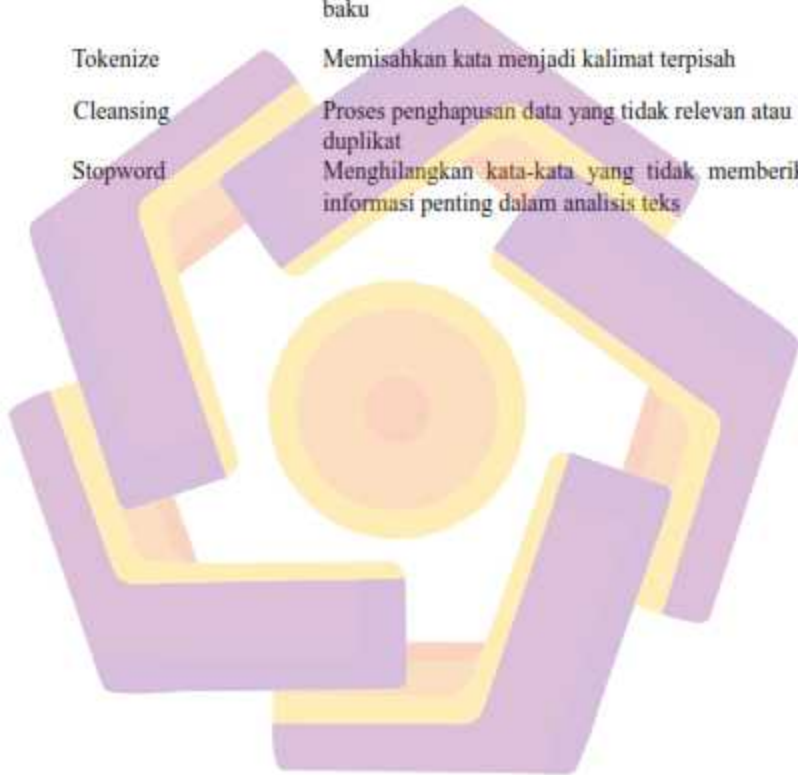 baku
Tokenize Memisahkan kata menjadi kalimat terpisah
Cleansing Proses penghapusan data yang tidak relevan atau
duplikat
Stopword Menghilangkan kata-kata yang tidak
informasi penting dalam analisis teks